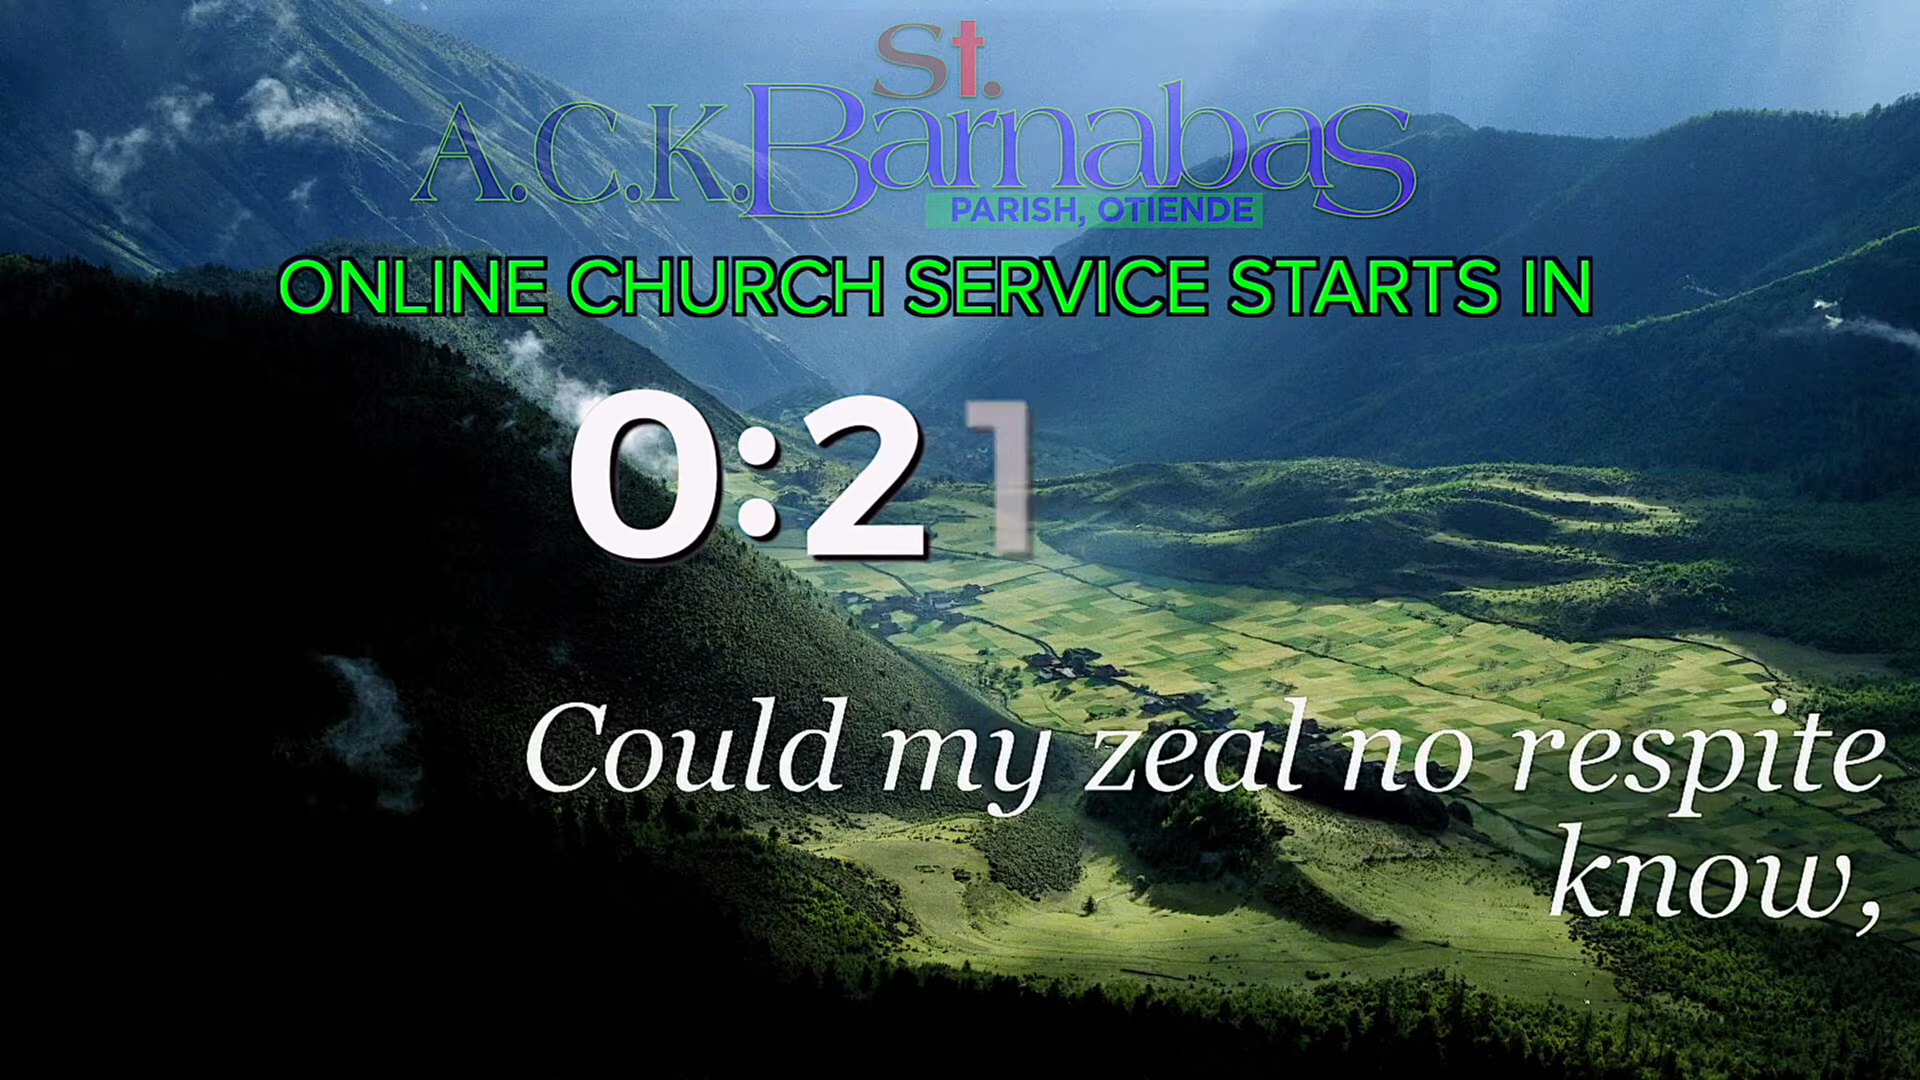 St.
A.C.K. Barnabas
PARISH, OTIENDE
ONLINE CHURCH SERVICE STARTS IN
0:21
Could my zeal no respite
know,